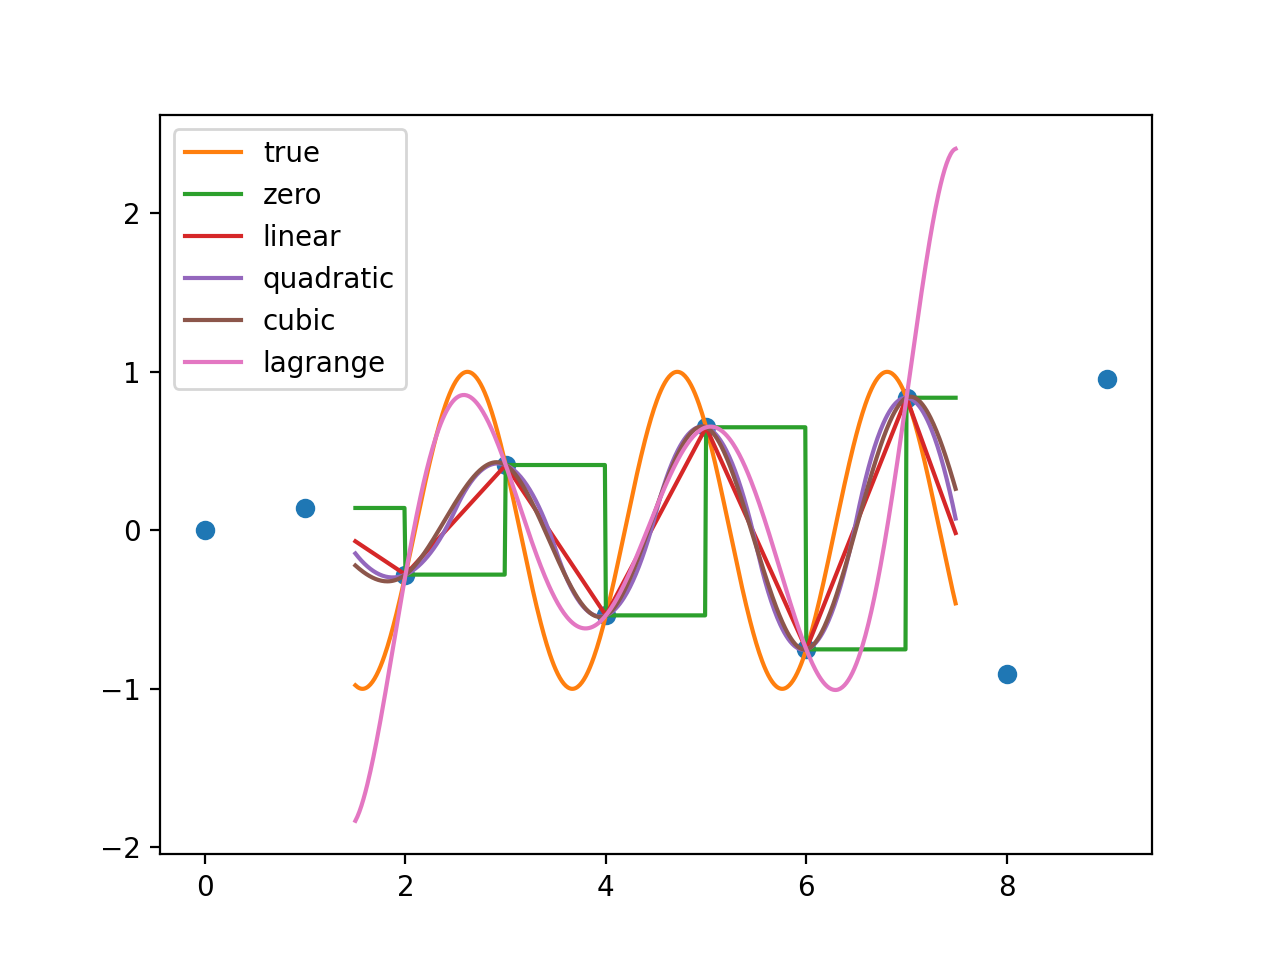 true
zero
linear
quadratic
cubic
lagrange
2
1
0
−1
−2
0 2 4 6 8